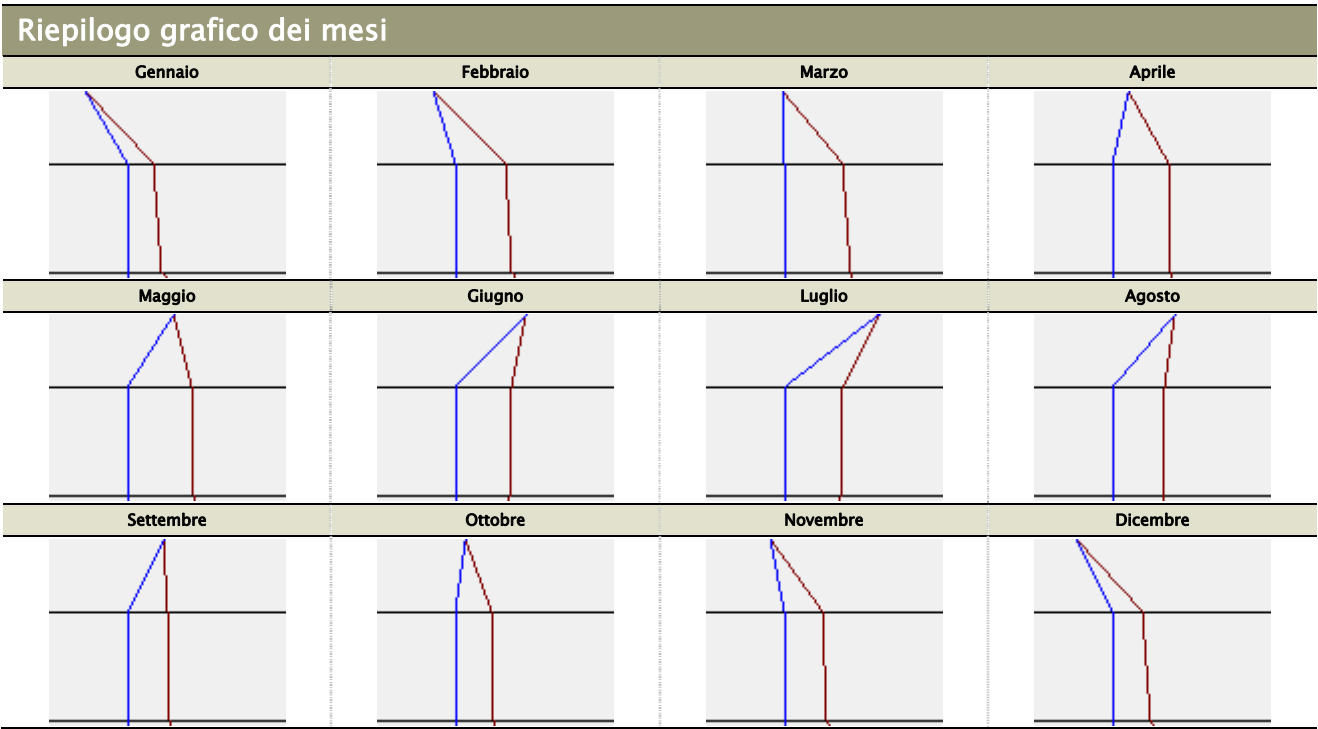 Riepilogo grafico dei mesi
Gennaio Febbraio Marzo Aprile
Maggio Giugno Luglio Agosto
Settembre Ottobre Novembre Dicembre